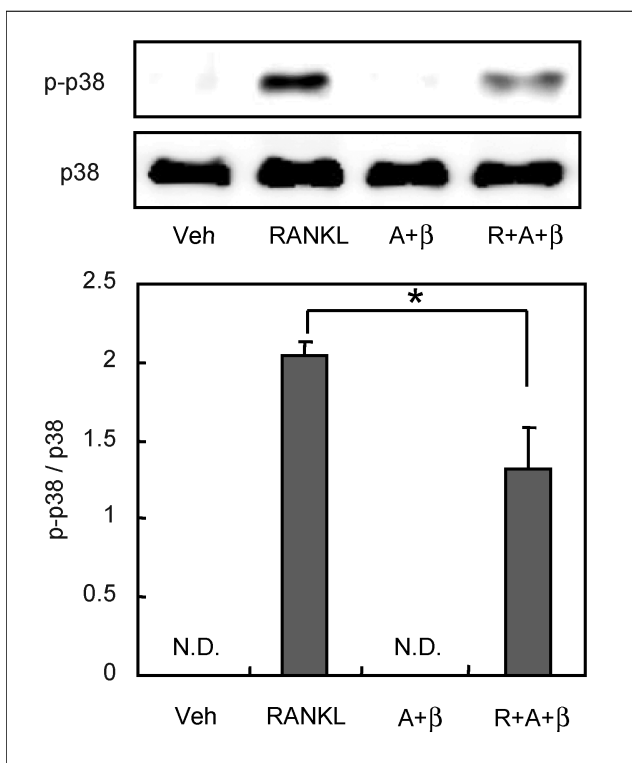 p-p38
p38
Veh RANKL A+β R+A+β
2.5
*
2
1.5
p-p38 / p38
1
0.5
N.D. N.D.
0
Veh RANKL A+β R+A+β